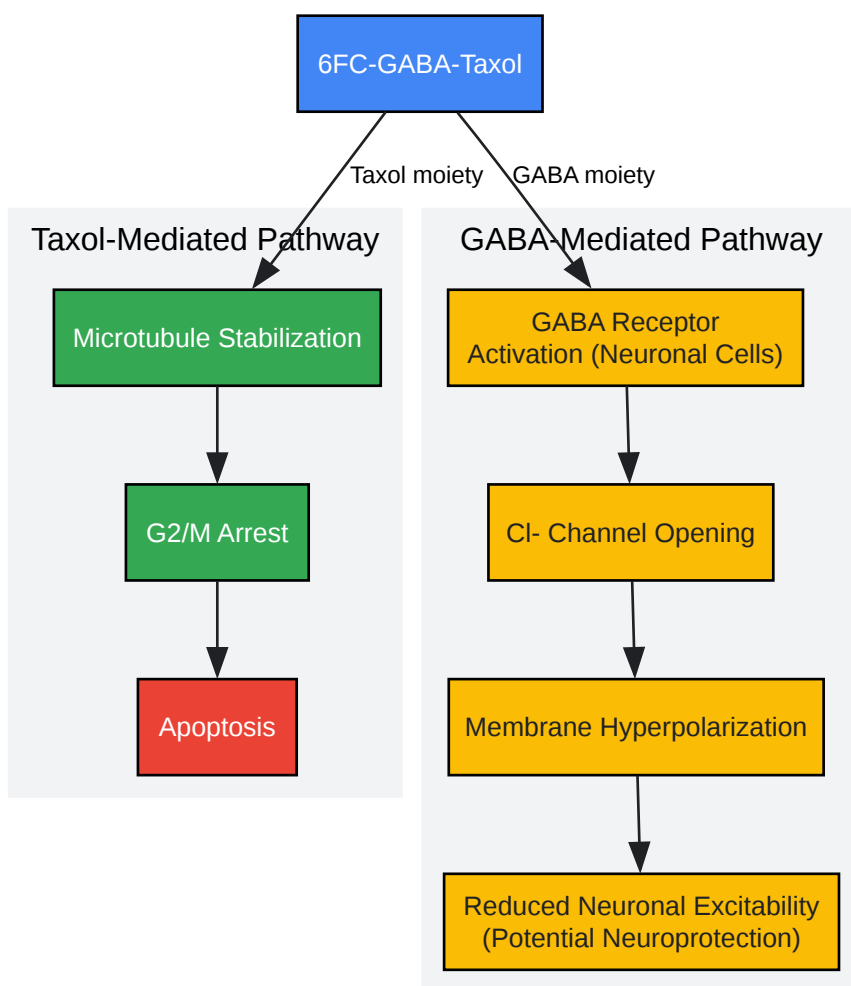 6FC-GABA-Taxol
Taxol moiety
GABA moiety
Taxol-Mediated Pathway
GABA-Mediated Pathway
Microtubule Stabilization
GABA Receptor
Activation (Neuronal Cells)
G2/M Arrest
Cl- Channel Opening
Apoptosis
Membrane Hyperpolarization
Reduced Neuronal Excitability
(Potential Neuroprotection)